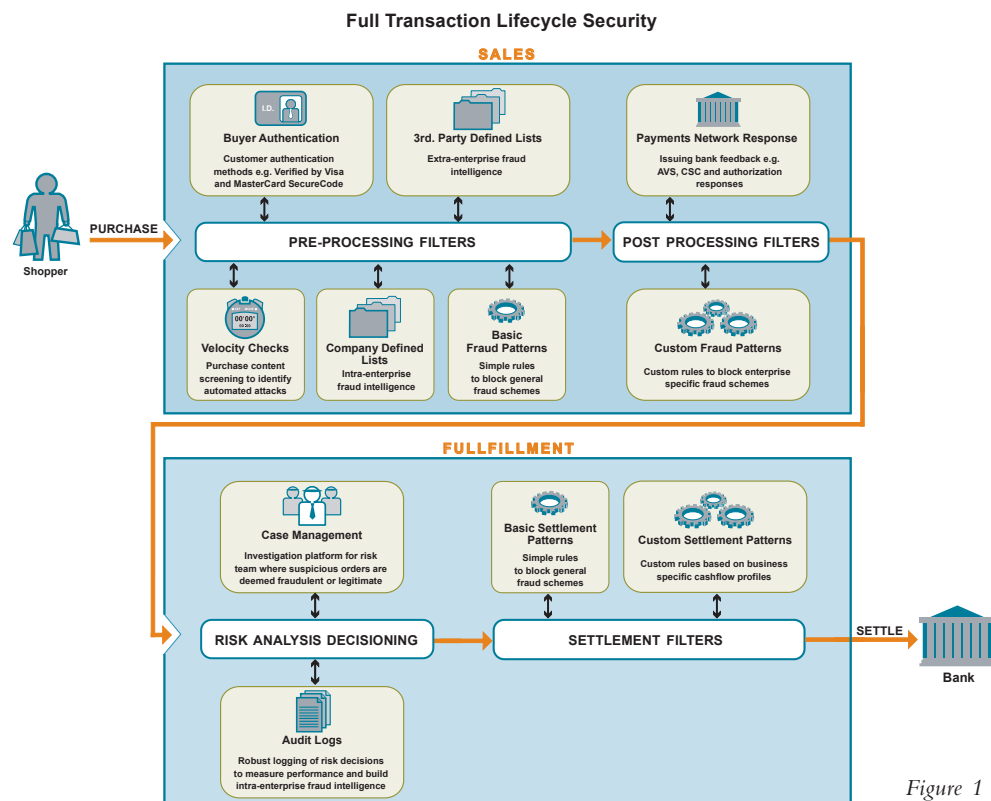 Full Transaction Lifecycle Security
SALES
I.D.
Buyer Authentication
Customer authentication
methods e.g. Verified by Visa
and MasterCard SecureCode
3rd. Party Defined Lists
Extra-enterprise fraud
intelligence
Payments Network Response
Issuing bank feedback e.g.
AVS, CSC and authorization
responses
Shopper
PURCHASE
PRE-PROCESSING FILTERS
POST PROCESSING FILTERS
Velocity Checks
Purchase content
screening to identify
automated attacks
Company Defined
Lists
Intra-enterprise
fraud intelligence
Basic
Fraud Patterns
Simple rules
to block general
fraud schemes
Custom Fraud Patterns
Custom rules to block enterprise
specific fraud schemes
FULLFILLMENT
Case Management
Investigation platform for risk
team where suspicious orders are
deemed fraudulent or legitimate
Basic Settlement
Patterns
Simple rules
to block general
fraud schemes
Custom Settlement Patterns
Custom rules based on business
specific cashflow profiles
RISK ANALYSIS DECISIONING
SETTLEMENT FILTERS
SETTLE
Bank
Audit Logs
Robust logging of risk decisions
to measure performance and build
intra-enterprise fraud intelligence
Figure 1